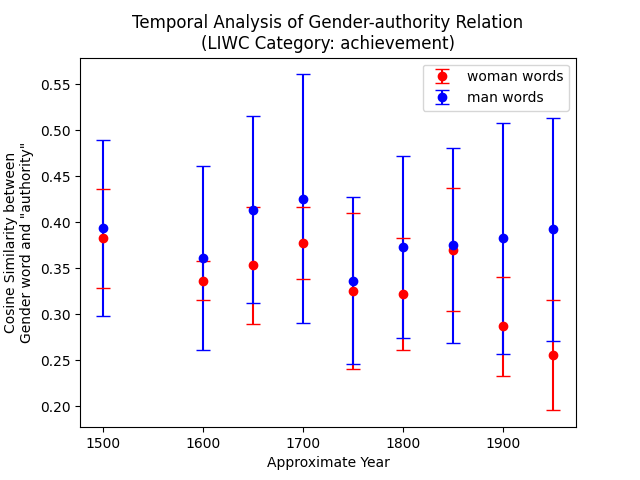 Temporal Analysis of Gender-authority Relation
(LIWC Category: achievement)
woman words
man words
Cosine Similarity between
Gender word and "authority"
0.55
0.50
0.45
0.40
0.35
0.30
0.25
0.20
1500
1600
1700
1800
1900
Approximate Year